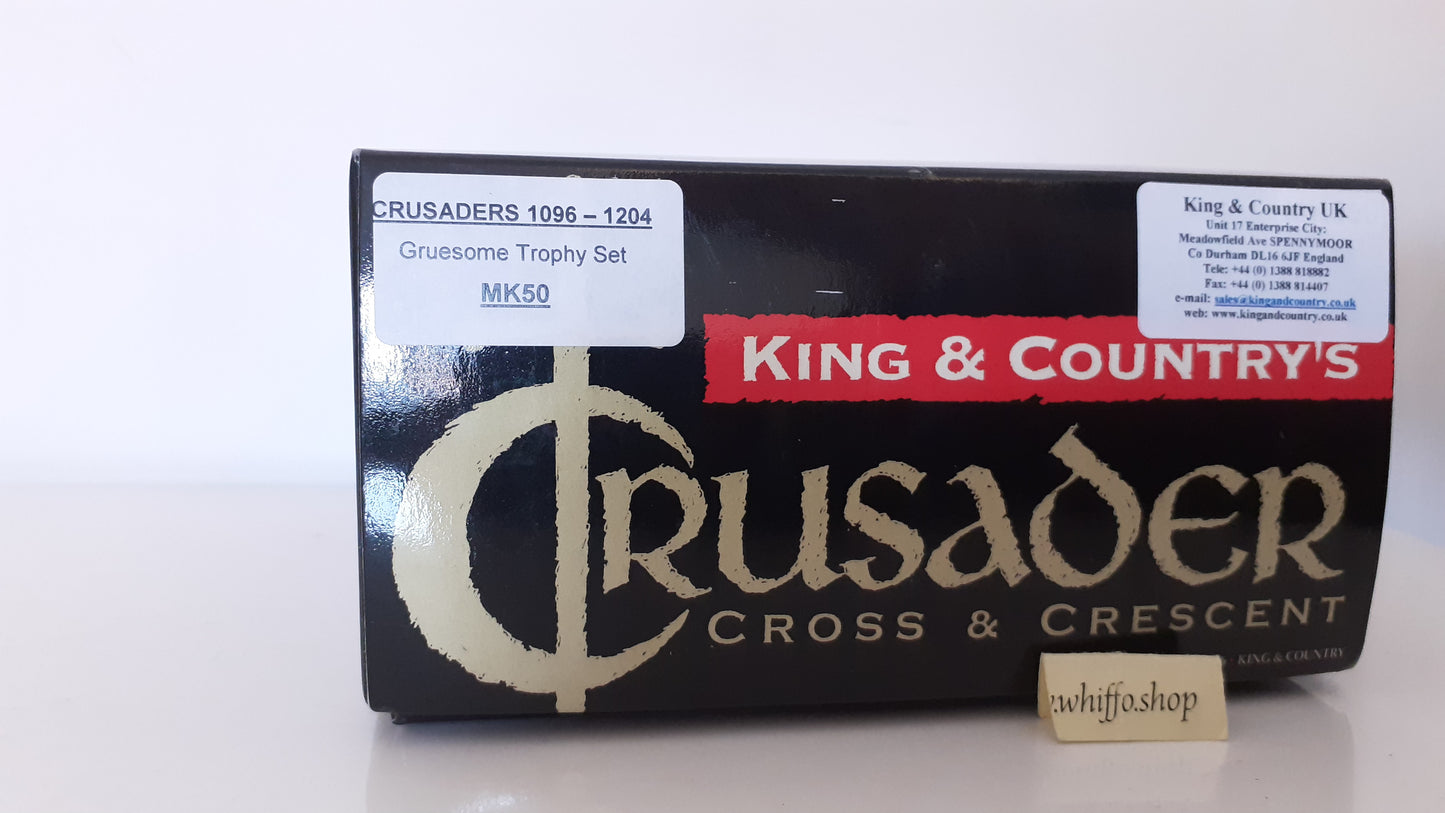 CRUSADERS 1096 – 1204
Gruesome Trophy Set
MK50
King & Country UK
Unit 17 Enterprise City:
Meadowfield Ave SPENNYMOOR
Co Durham DL16 6JF England
Tele: +44 (0) 1388 818882
Fax: +44 (0) 1388 814407
e-mail: sales@kingandcountry.co.uk
web: www.kingandcountry.co.uk
KING & COUNTRY'S
CRUSADER
CROSS & CRESCENT
KING & COUNTRY
.whiffo.shop